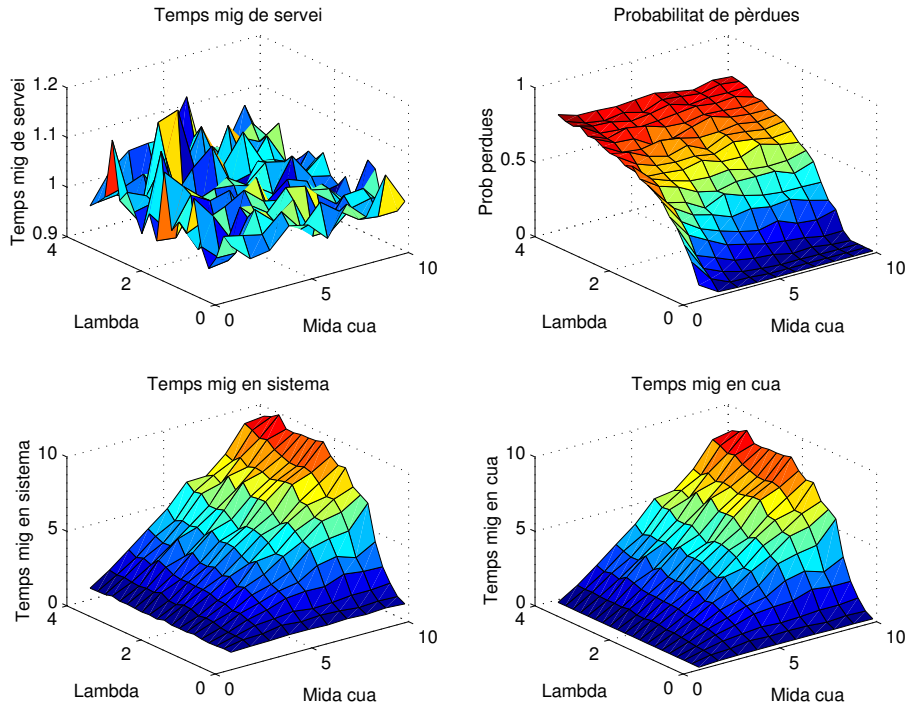 Temps mig de servei
Temps mig de servei
1.2
1.1
1
0.9
4
2
0
Lambda
0
5
10
Mida cua
Probabilitat de pèrdues
Prob perdues
1
0.5
0
4
2
0
Lambda
0
5
10
Mida cua
Temps mig en sistema
Temps mig en sistema
10
5
0
4
2
0
Lambda
0
5
10
Mida cua
Temps mig en cua
Temps mig en cua
10
5
0
4
2
0
Lambda
0
5
10
Mida cua